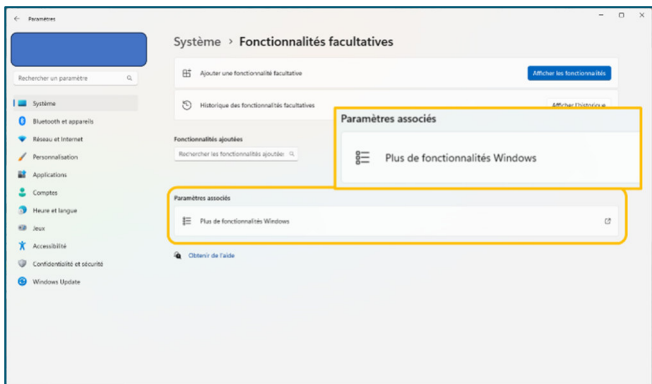 Paramètres
Système > Fonctionnalités facultatives
Rechercher un paramètre
Système
Bluetooth et appareils
Réseau et Internet
Personnalisation
Applications
Comptes
Heure et langue
Jeux
Accessibilité
Confidentialité et sécurité
Windows Update
Ajouter une fonctionnalité facultative
Afficher les fonctionnalités
Historique des fonctionnalités facultatives
Afficher l'historique
Fonctionnalités ajoutées
Rechercher les fonctionnalités ajoutées
Paramètres associés
Plus de fonctionnalités Windows
Paramètres associés
Plus de fonctionnalités Windows
Obtenir de l'aide